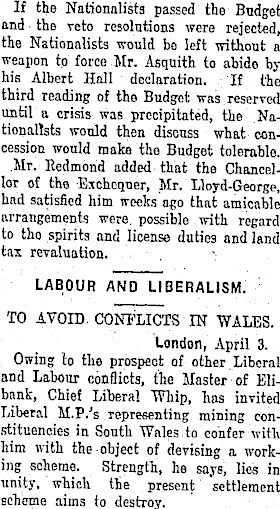 If the Nationalists passed the Budget
and the veto resolutions were rejected,
the Nationalists would be left without a
weapon to force Mr. Asquith to abide by
his Albert Hall declaration. If the
third reading of the Budget was reserved
until a crisis was precipitated, the Na-
tionalists would then discuss what con-
cession would make the Budget tolerable.
Mr. Redmond added that the Chancel-
lor of the Exchequer, Mr. Lloyd-George,
had satisfied him weeks ago that amicable
arrangements were possible with regard
to the spirits and license duties and land
tax revaluation.
LABOUR AND LIBERALISM.
TO AVOID CONFLICTS IN WALES.
London, April 3.
Owing to the prospect of other Liberal
and Labour conflicts, the Master of Eli-
bank, Chief Liberal Whip, has invited
Liberal M.P.'s representing mining con-
stituencies in South Wales to confer with
him with the object of devising a work-
ing scheme. Strength, he says, lies in
unity, which the present settlement
scheme aims to destroy.